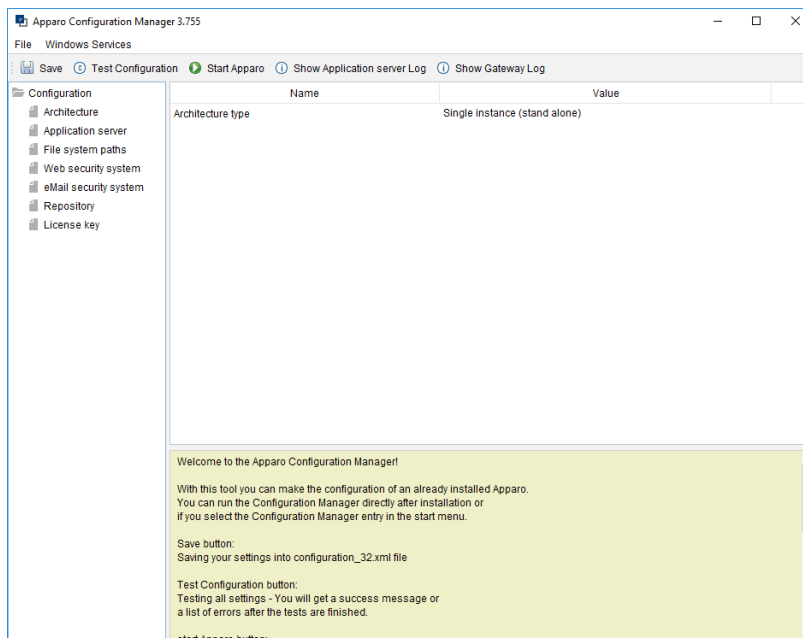 Apparo Configuration Manager 3.755
File Windows Services
Save Test Configuration Start Apparo Show Application server Log Show Gateway Log
Configuration
Architecture
Application server
File system paths
Web security system
eMail security system
Repository
License key
Name Value
Architecture type Single instance (stand alone)
Welcome to the Apparo Configuration Manager!
With this tool you can make the configuration of an already installed Apparo.
You can run the Configuration Manager directly after installation or
if you select the Configuration Manager entry in the start menu.
Save button:
Saving your settings into configuration_32.xml file
Test Configuration button:
Testing all settings - You will get a success message or
a list of errors after the tests are finished.
start Apparo button: